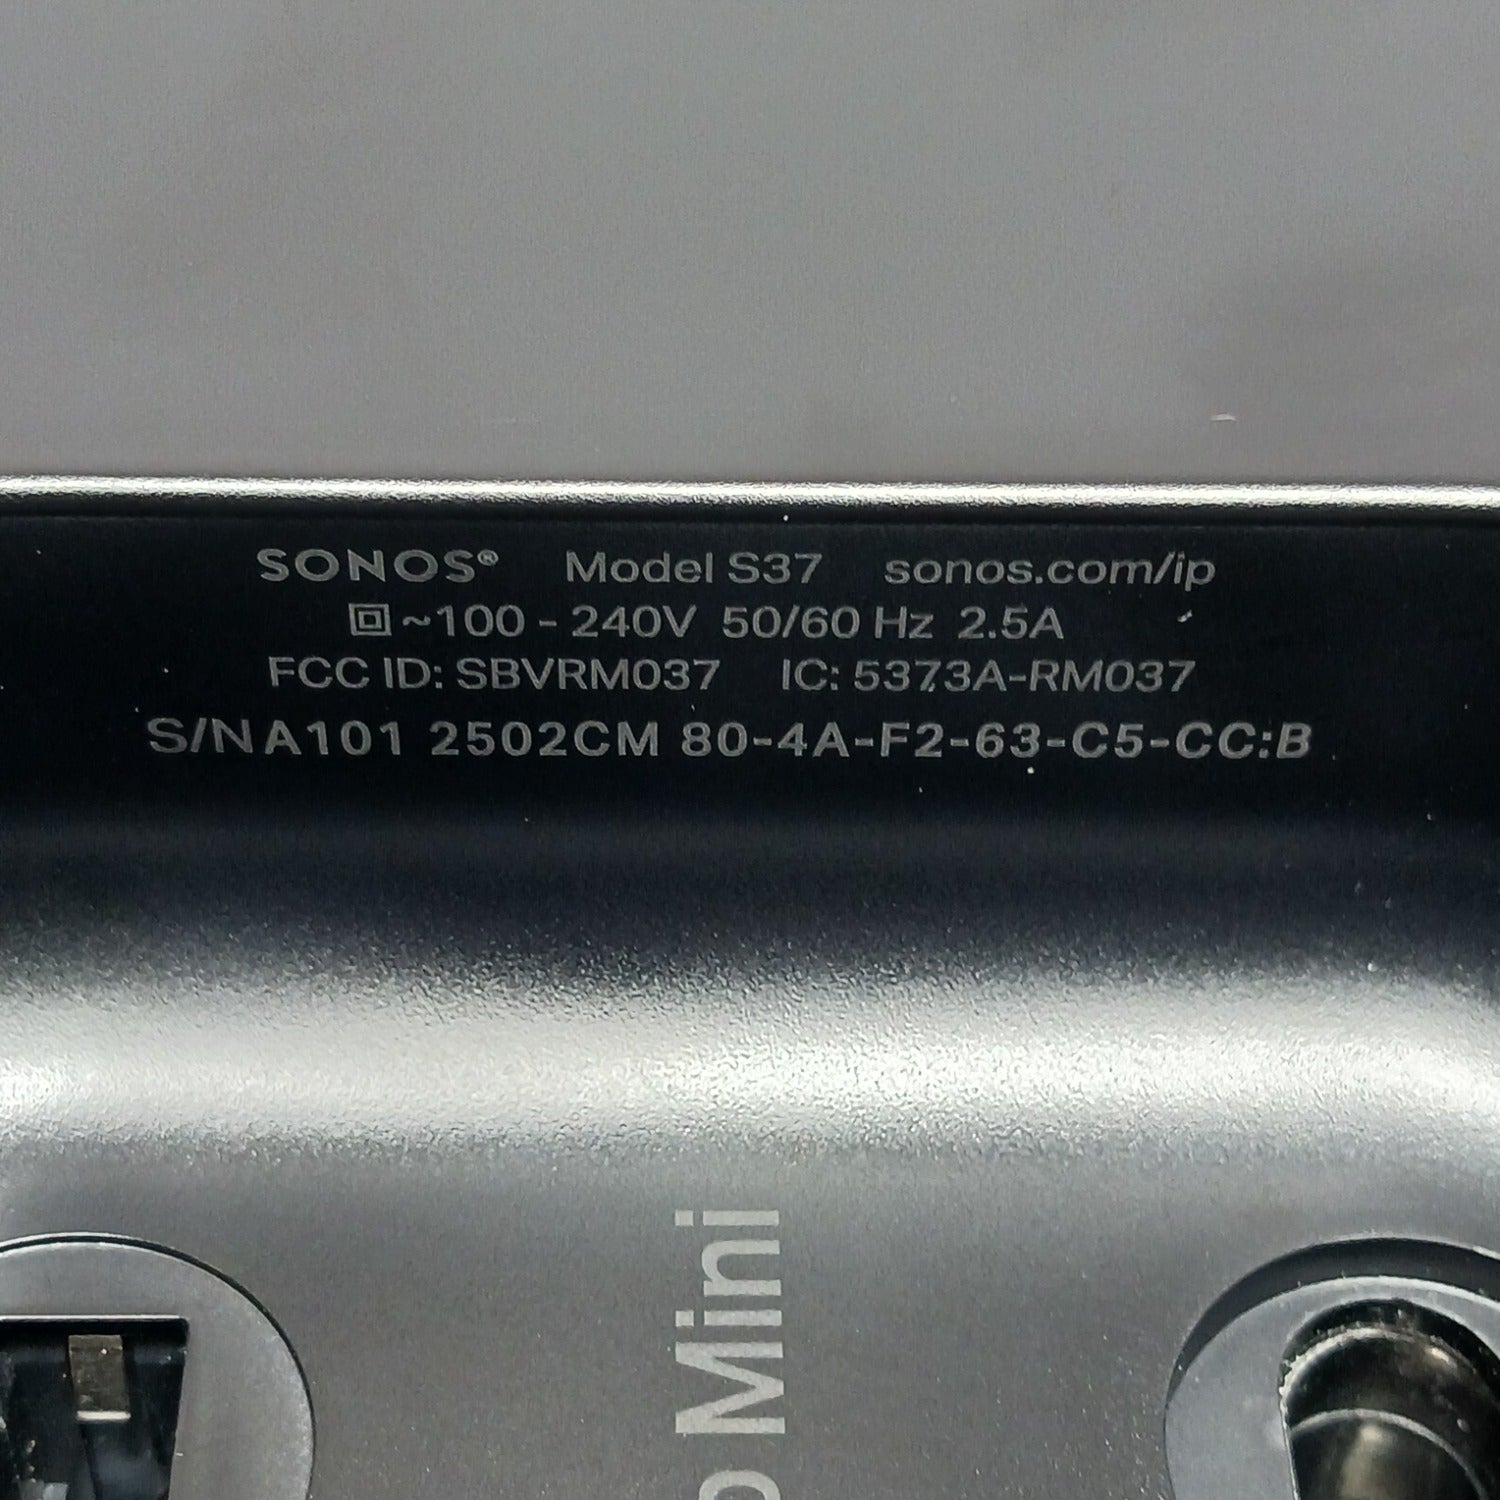 SONOS® Model S37 sonos.com/ip
~100 - 240V 50/60 Hz 2.5A
FCC ID: SBVRM037 IC: 5373A-RM037
S/N A101 2502CM 80-4A-F2-63-C5-CC:B
Mini